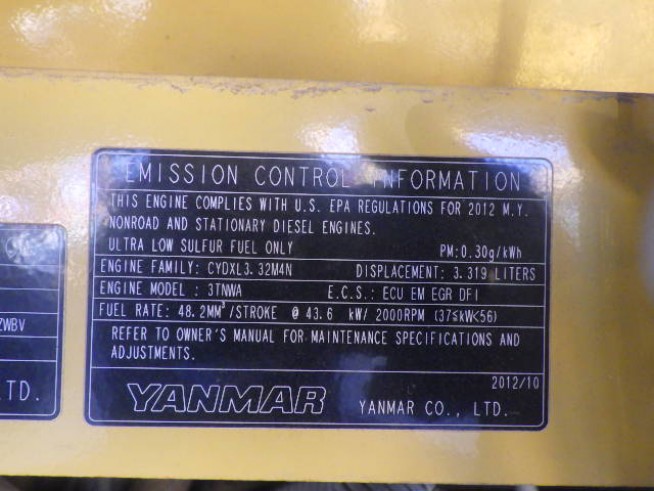 EMISSION CONTROL INFORMATION
THIS ENGINE COMPLIES WITH U.S. EPA REGULATIONS FOR 2012 M.Y.
NONROAD AND STATIONARY DIESEL ENGINES.
ULTRA LOW SULFUR FUEL ONLY PM:0.30g/kWh
ENGINE FAMILY: CYDXL3.32M4N DISPLACEMENT: 3.319 LITERS
ENGINE MODEL : 3TNWA E.C.S.: ECU EM EGR DFI
FUEL RATE: 48.2MM³/STROKE @ 43.6 kW/ 2000RPM (37≤kW<56)
REFER TO OWNER'S MANUAL FOR MAINTENANCE SPECIFICATIONS AND
ADJUSTMENTS.
2012/10
YANMAR YANMAR CO., LTD.
ZWBV
LTD.